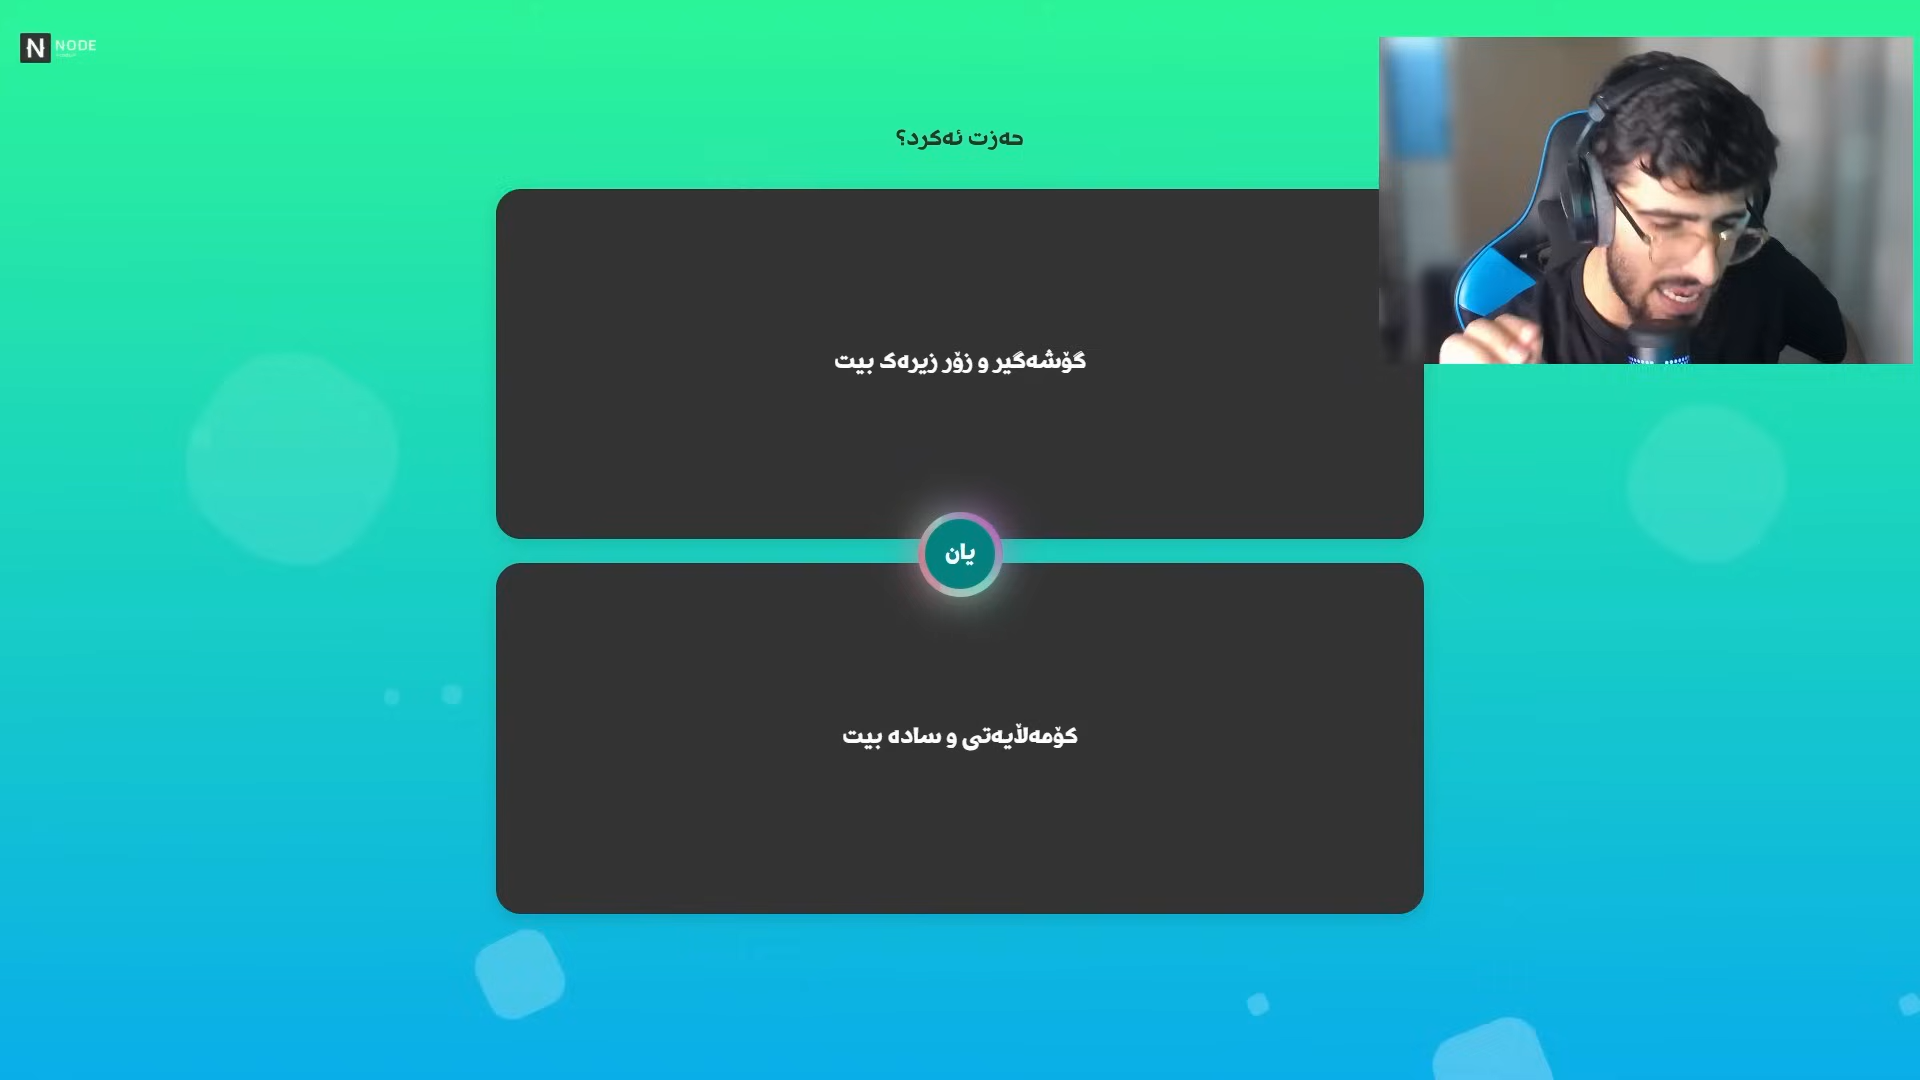 NODE
حەزت ئەکرد؟
گۆشەگیر و زۆر زیرەک بیت
یان
کۆمەڵایەتی و سادە بیت